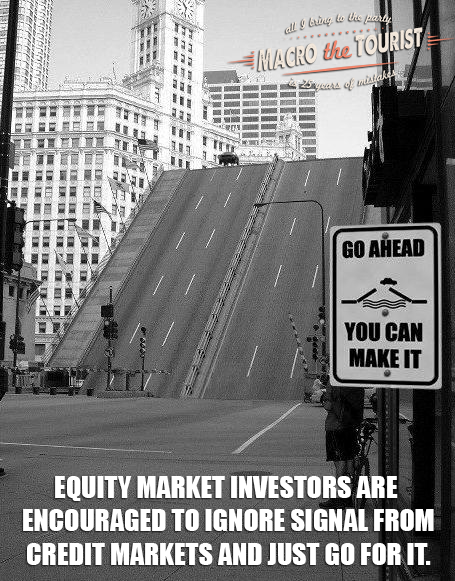 all I bring to the party
MACRO the TOURIST
is 25 years of mistakes
GO AHEAD
YOU CAN
MAKE IT
EQUITY MARKET INVESTORS ARE
ENCOURAGED TO IGNORE SIGNAL FROM
CREDIT MARKETS AND JUST GO FOR IT.